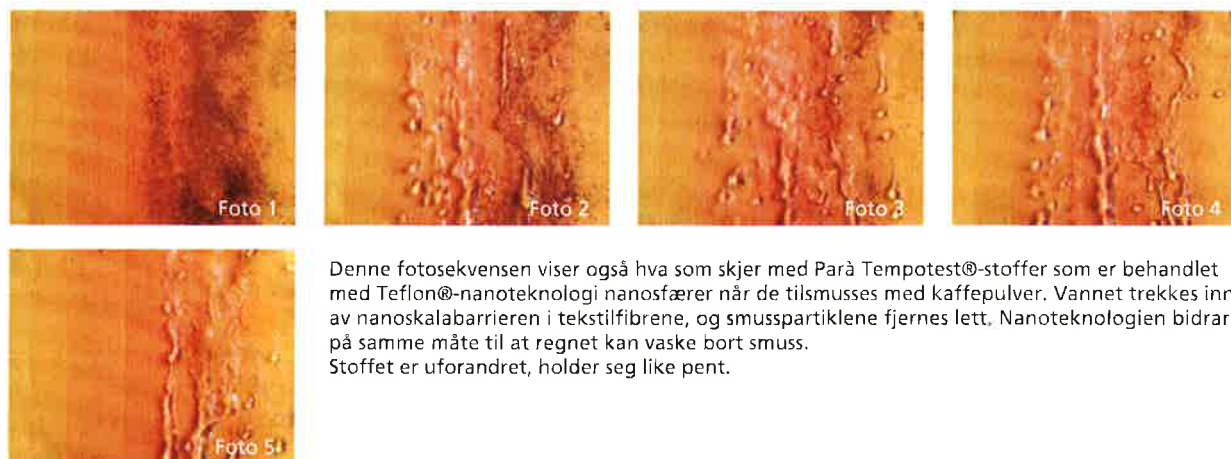 Foto 1
Foto 2
Foto 3
Foto 4
Foto 5
Denne fotosekvensen viser også hva som skjer med Parà Tempotest®-stoffer som er behandlet
med Teflon®-nanoteknologi nanosfærer når de tilsmusses med kaffepulver. Vannet trekkes inn
av nanoskalabarrieren i tekstilfibrene, og smusspartiklene fjernes lett. Nanoteknologien bidrar
på samme måte til at regnet kan vaske bort smuss.
Stoffet er uforandret, holder seg like pent.